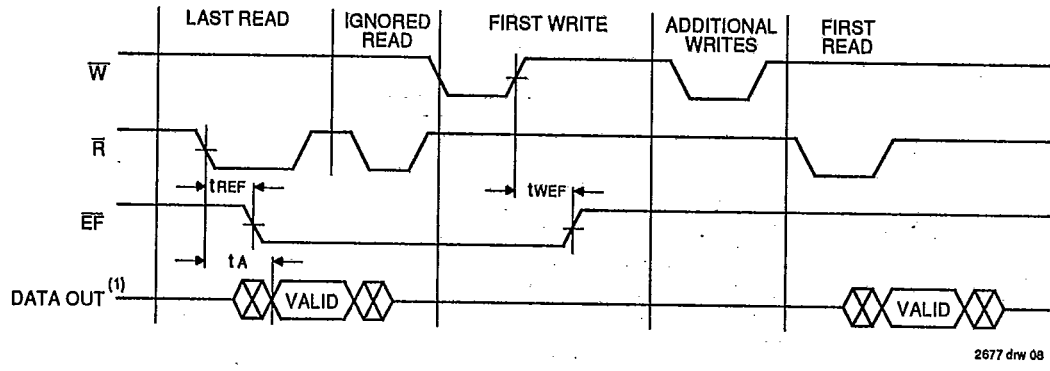 LAST READ
IGNORED
READ
FIRST WRITE
ADDITIONAL
WRITES
FIRST
READ
W̅
R̅
tREF
tWEF
E̅F̅
tA
DATA OUT(1)
VALID
VALID
2677 drw 08